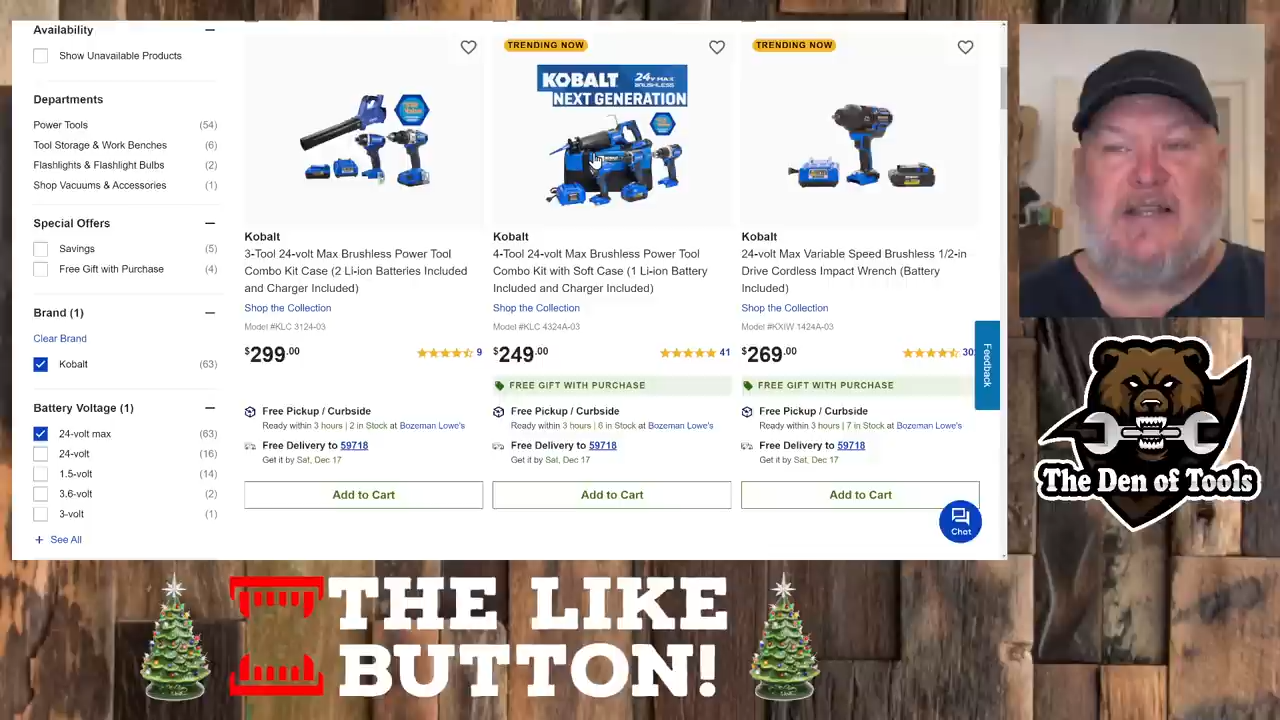 Availability
Show Unavailable Products
Departments
Power Tools (54)
Tool Storage & Work Benches (6)
Flashlights & Flashlight Bulbs (2)
Shop Vacuums & Accessories (1)
Special Offers
Savings (5)
Free Gift with Purchase (4)
Brand (1)
Clear Brand
Kobalt (63)
Battery Voltage (1)
24-volt max (63)
24-volt (16)
1.5-volt (14)
3.6-volt (2)
3-volt (1)
+ See All
Kobalt
3-Tool 24-volt Max Brushless Power Tool
Combo Kit Case (2 Li-ion Batteries Included
and Charger Included)
Shop the Collection
Model #KLC 3124-03
$299.00
9
Free Pickup / Curbside
Ready within 3 hours | 2 in Stock at Bozeman Lowe's
Free Delivery to 59718
Get it by Sat, Dec 17
Add to Cart
TRENDING NOW
KOBALT 24V MAX
BRUSHLESS
NEXT GENERATION
Kobalt
4-Tool 24-volt Max Brushless Power Tool
Combo Kit with Soft Case (1 Li-ion Battery
Included and Charger Included)
Shop the Collection
Model #KLC 4324A-03
$249.00
41
FREE GIFT WITH PURCHASE
Free Pickup / Curbside
Ready within 3 hours | 6 in Stock at Bozeman Lowe's
Free Delivery to 59718
Get it by Sat, Dec 17
Add to Cart
TRENDING NOW
Kobalt
24-volt Max Variable Speed Brushless 1/2-in
Drive Cordless Impact Wrench (Battery
Included)
Shop the Collection
Model #KXIW 1424A-03
$269.00
30
FREE GIFT WITH PURCHASE
Free Pickup / Curbside
Ready within 3 hours | 7 in Stock at Bozeman Lowe's
Free Delivery to 59718
Get it by Sat, Dec 17
Add to Cart
Feedback
Chat
The Den of Tools
THE LIKE
BUTTON!